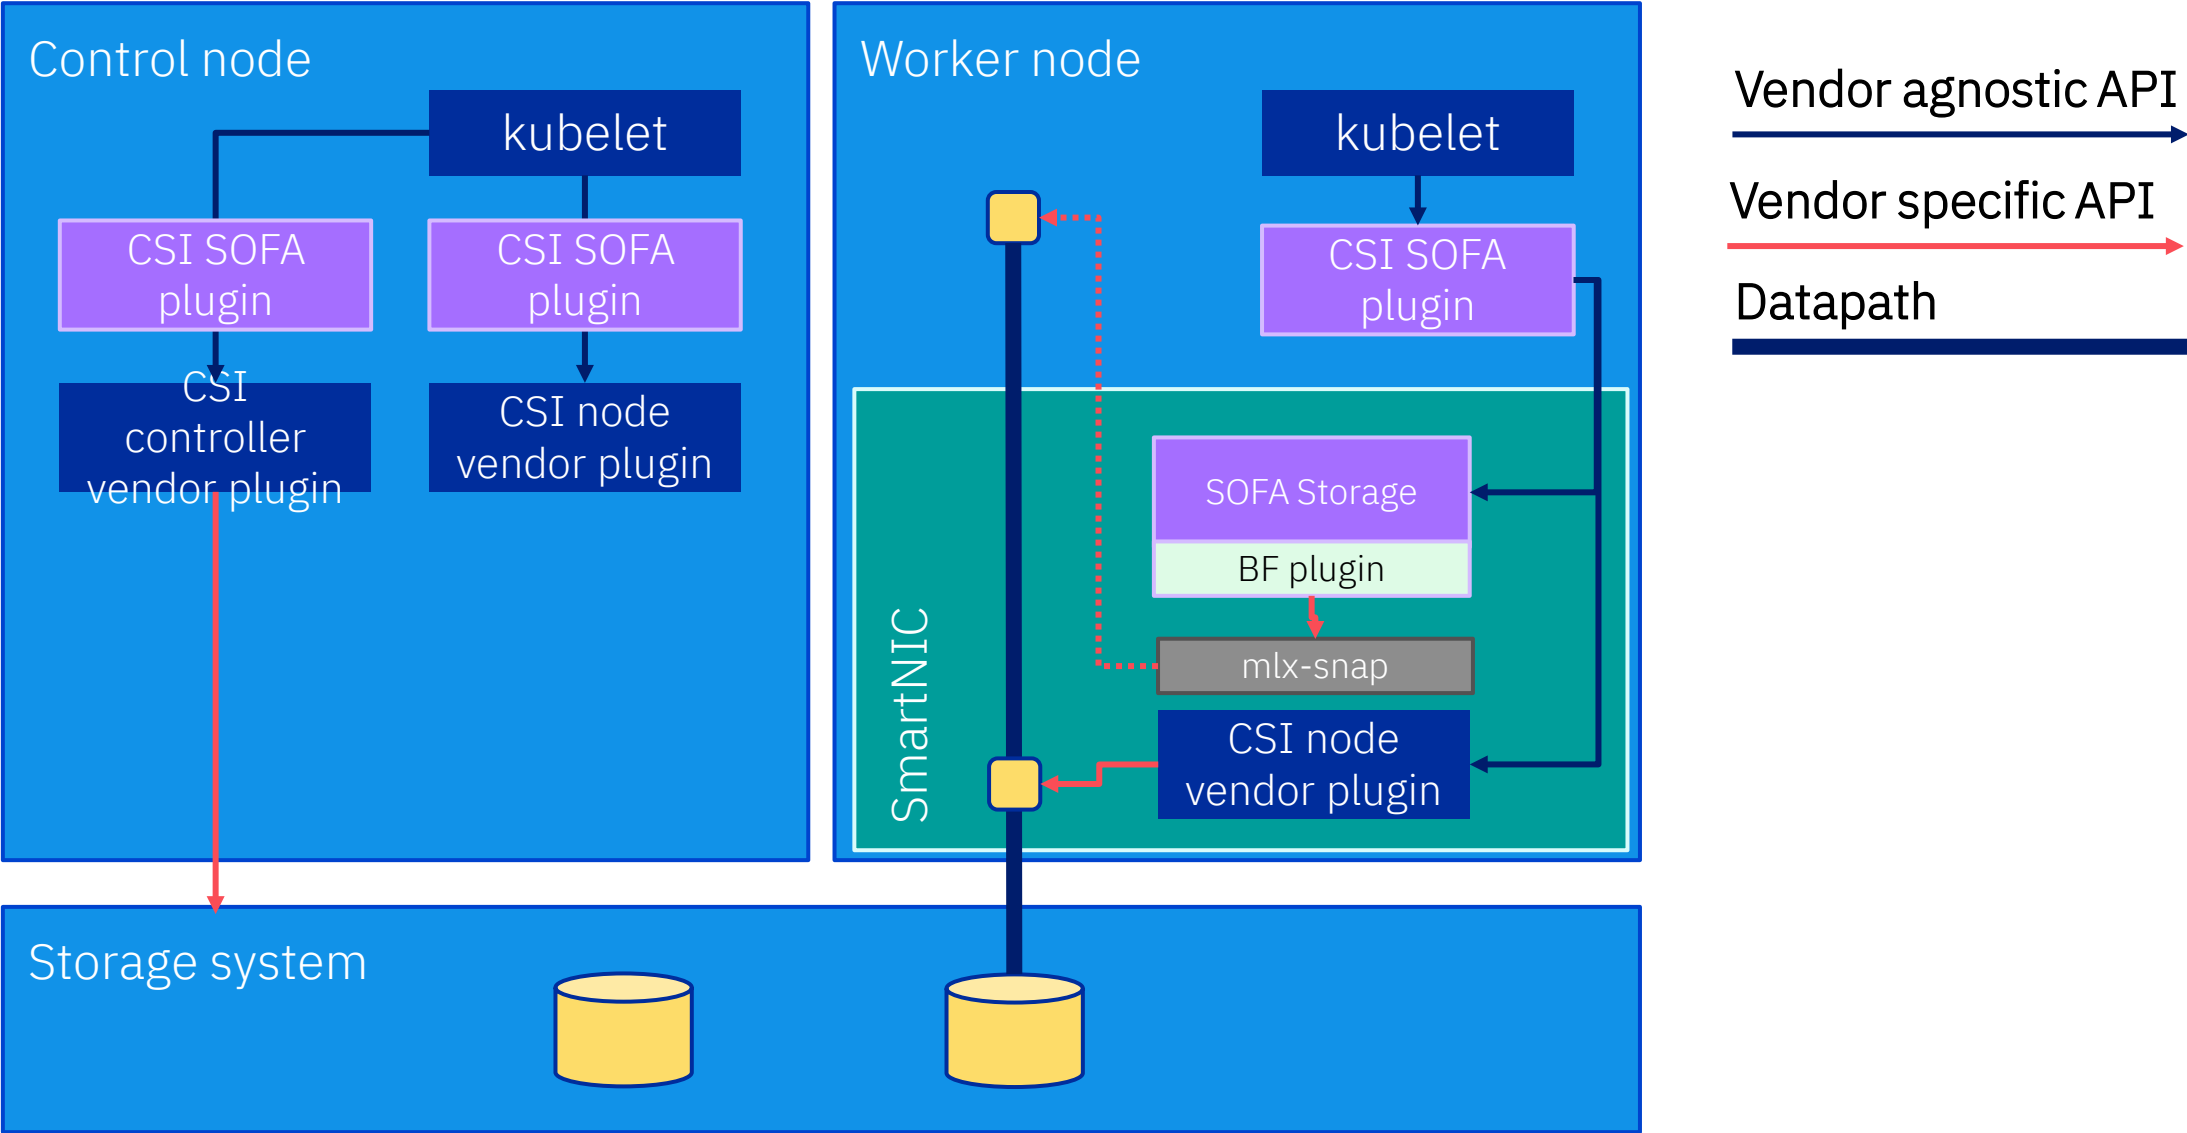 Control node
kubelet
CSI SOFA
plugin
CSI SOFA
plugin
CSI
controller
vendor plugin
CSI node
vendor plugin
Worker node
kubelet
CSI SOFA
plugin
SmartNIC
SOFA Storage
BF plugin
mlx-snap
CSI node
vendor plugin
Storage system
Vendor agnostic API
Vendor specific API
Datapath